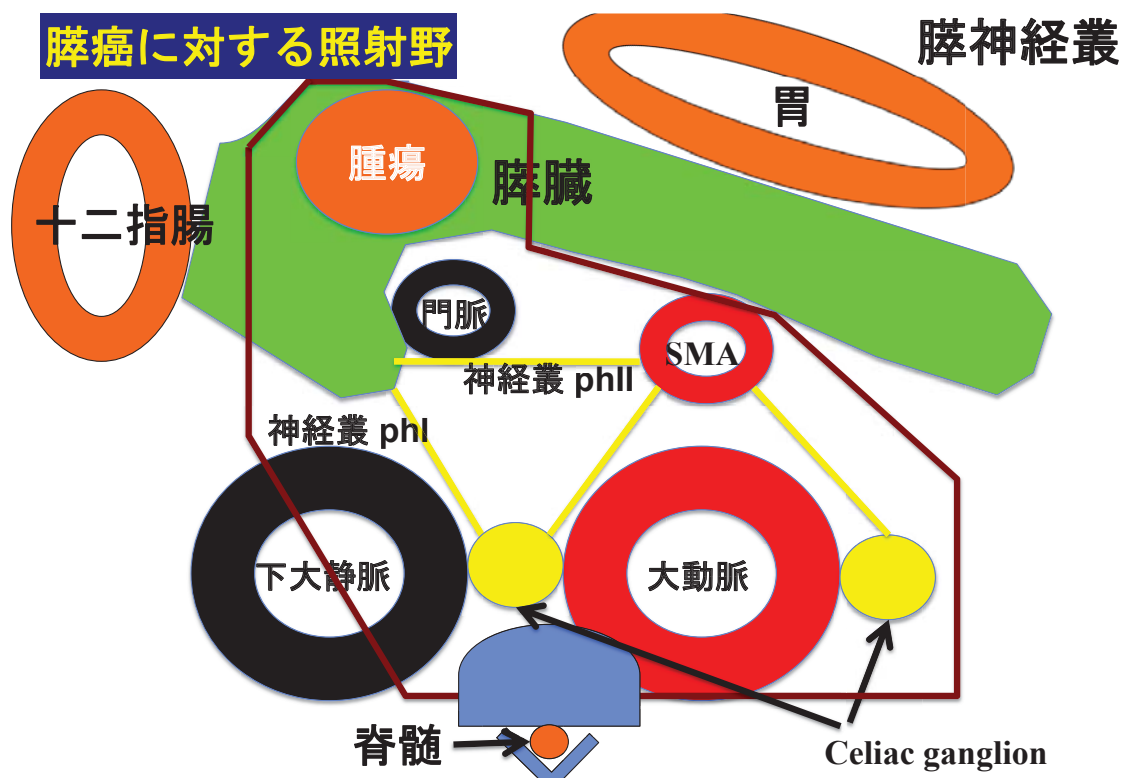 膵癌に対する照射野
膵神経叢
胃
腫瘍
膵臓
十二指腸
門脈
SMA
神経叢 phII
神経叢 phI
下大静脈
大動脈
脊髄
Celiac ganglion